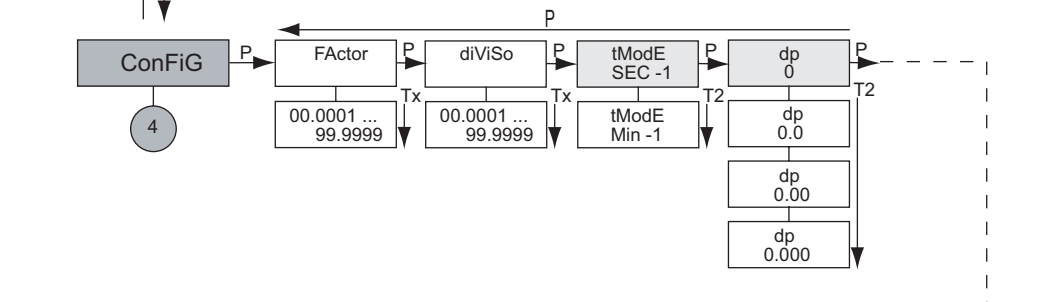 P
ConFiG
P
FActor
P
diViSo
P
tModE
SEC -1
P
dp
0
P
4
00.0001 ...
99.9999
Tx
00.0001 ...
99.9999
Tx
tModE
Min -1
T2
dp
0.0
T2
dp
0.00
dp
0.000